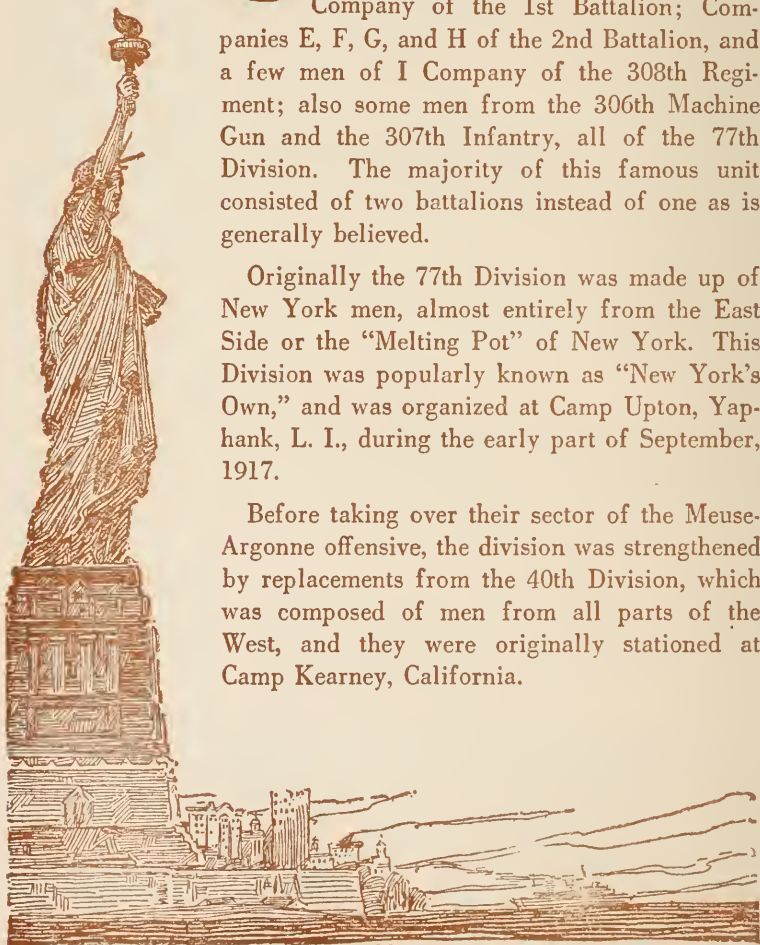 Company of the 1st Battalion; Com-
panies E, F, G, and H of the 2nd Battalion, and
a few men of I Company of the 308th Regi-
ment; also some men from the 306th Machine
Gun and the 307th Infantry, all of the 77th
Division. The majority of this famous unit
consisted of two battalions instead of one as is
generally believed.
Originally the 77th Division was made up of
New York men, almost entirely from the East
Side or the “Melting Pot” of New York. This
Division was popularly known as “New York's
Own,” and was organized at Camp Upton, Yap-
hank, L. I., during the early part of September,
1917.
Before taking over their sector of the Meuse-
Argonne offensive, the division was strengthened
by replacements from the 40th Division, which
was composed of men from all parts of the
West, and they were originally stationed at
Camp Kearney, California.